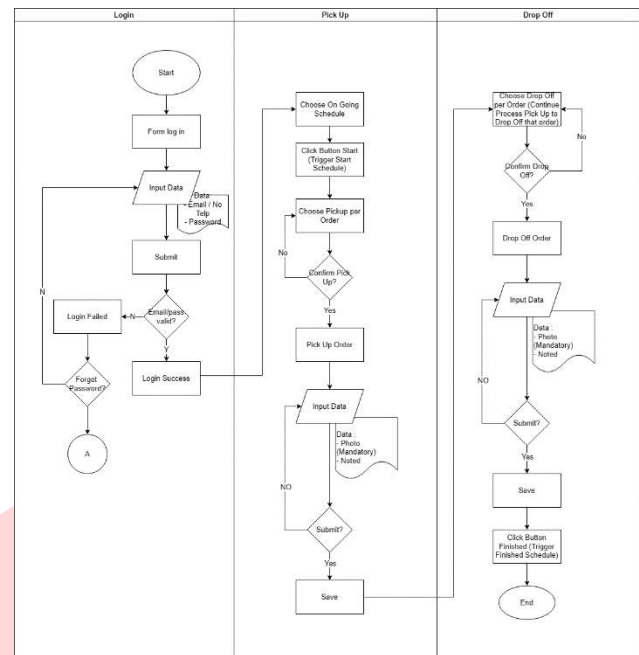 Login
Pick Up
Drop Off
Start
Form log in
Input Data
Data:
- Email / No
Telp
- Password
Submit
N
Login Failed
N
Email/pass
valid?
Y
Forgot
Password?
Login Success
A
Choose On Going
Schedule
Click Button Start
(Trigger Start
Schedule)
Choose Pickup per
Order
No
Confirm Pick
Up?
Yes
Pick Up Order
Input Data
Data :
- Photo
(Mandatory)
- Noted
NO
Submit?
Yes
Save
Choose Drop Off
per Order (Continue
Process Pick Up to
Drop Off that order)
No
Confirm Drop
Off?
Yes
Drop Off Order
Input Data
Data :
- Photo
(Mandatory)
- Noted
NO
Submit?
Yes
Save
Click Button
Finished (Trigger
Finished Schedule)
End